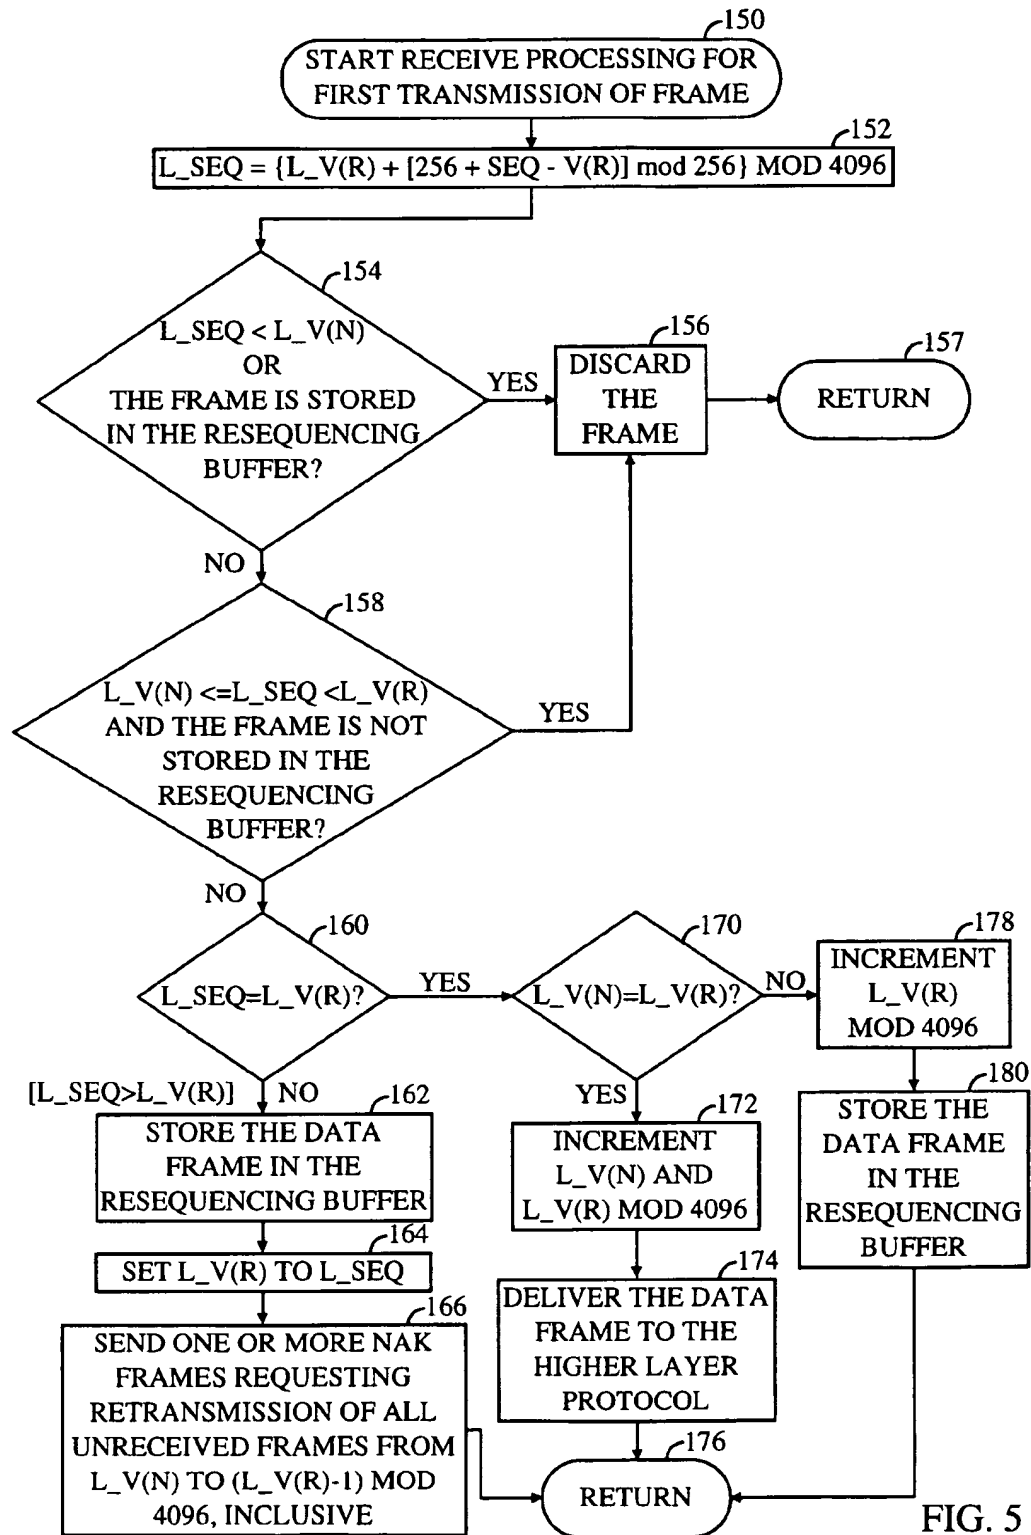 150
START RECEIVE PROCESSING FOR
FIRST TRANSMISSION OF FRAME
152
L_SEQ = {L_V(R) + [256 + SEQ - V(R)] mod 256} MOD 4096
154
L_SEQ < L_V(N)
OR
THE FRAME IS STORED
IN THE RESEQUENCING
BUFFER?
YES
156
DISCARD
THE
FRAME
157
RETURN
NO
158
L_V(N) <=L_SEQ <L_V(R)
AND THE FRAME IS NOT
STORED IN THE
RESEQUENCING
BUFFER?
YES
NO
160
L_SEQ=L_V(R)?
YES
170
L_V(N)=L_V(R)?
NO
178
INCREMENT
L_V(R)
MOD 4096
[L_SEQ>L_V(R)]
NO
162
STORE THE DATA
FRAME IN THE
RESEQUENCING BUFFER
YES
172
INCREMENT
L_V(N) AND
L_V(R) MOD 4096
180
STORE THE
DATA FRAME
IN THE
RESEQUENCING
BUFFER
164
SET L_V(R) TO L_SEQ
174
DELIVER THE DATA
FRAME TO THE
HIGHER LAYER
PROTOCOL
166
SEND ONE OR MORE NAK
FRAMES REQUESTING
RETRANSMISSION OF ALL
UNRECEIVED FRAMES FROM
L_V(N) TO (L_V(R)-1) MOD
4096, INCLUSIVE
176
RETURN
FIG. 5